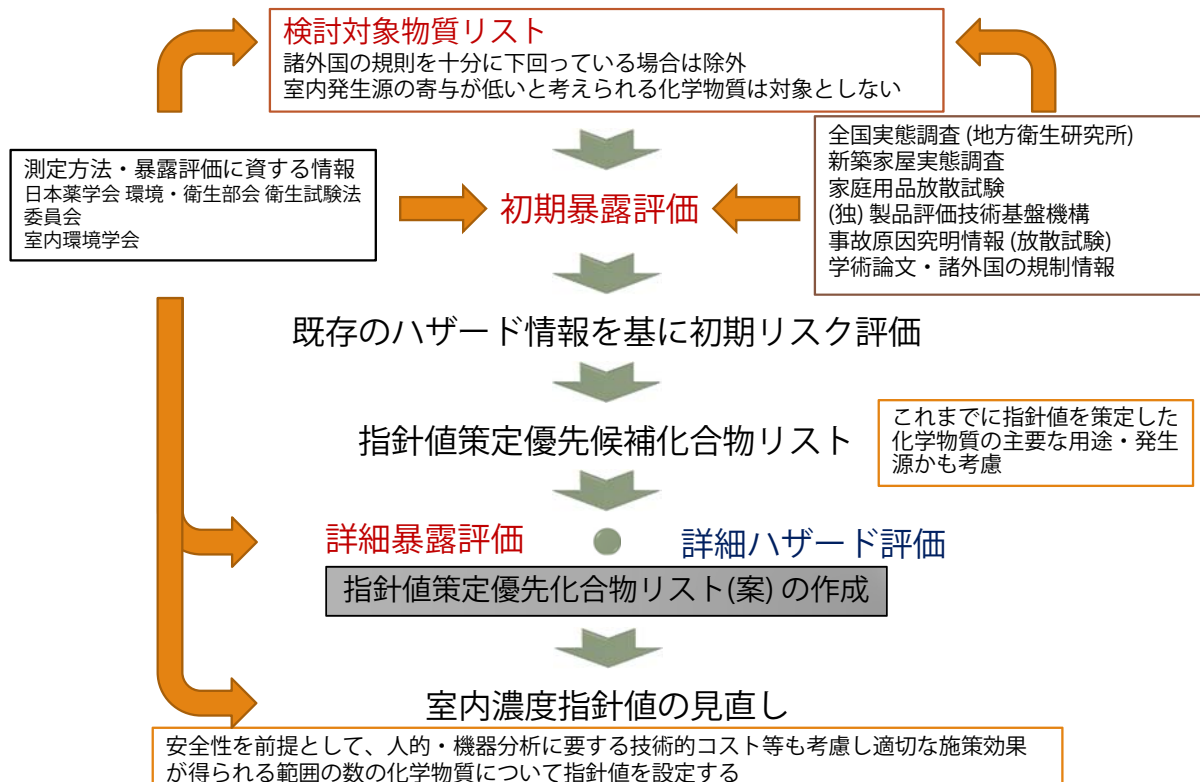 検討対象物質リスト
諸外国の規則を十分に下回っている場合は除外
室内発生源の寄与が低いと考えられる化学物質は対象としない
測定方法・暴露評価に資する情報
日本薬学会 環境・衛生部会 衛生試験法
委員会
室内環境学会
初期暴露評価
全国実態調査 (地方衛生研究所)
新築家屋実態調査
家庭用品放散試験
(独) 製品評価技術基盤機構
事故原因究明情報 (放散試験)
学術論文・諸外国の規制情報
既存のハザード情報を基に初期リスク評価
指針値策定優先候補化合物リスト
これまでに指針値を策定した
化学物質の主要な用途・発生
源かも考慮
詳細暴露評価
詳細ハザード評価
指針値策定優先化合物リスト(案) の作成
室内濃度指針値の見直し
安全性を前提として、人的・機器分析に要する技術的コスト等も考慮し適切な施策効果
が得られる範囲の数の化学物質について指針値を設定する